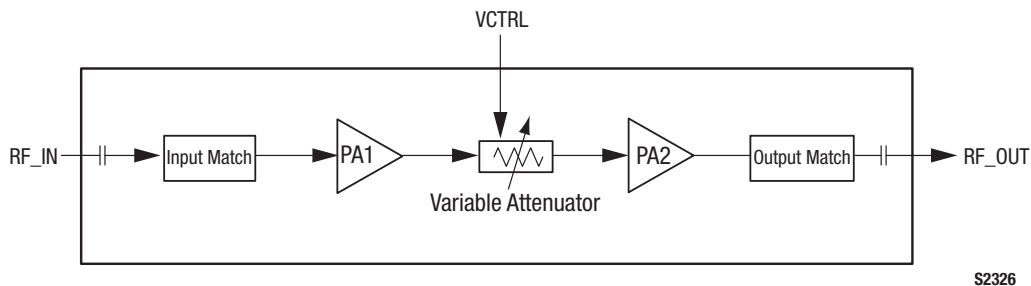 VCTRL
RF_IN
Input Match
PA1
PA2
Output Match
RF_OUT
Variable Attenuator
S2326